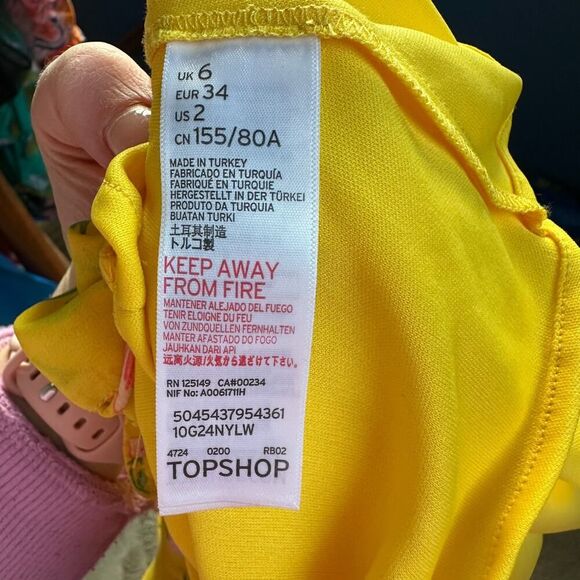 UK 6
EUR 34
US 2
CN 155/80A
MADE IN TURKEY
FABRICADO EN TURQUÍA
FABRIQUÉ EN TURQUIE
HERGESTELLT IN DER TÜRKEI
PRODUTO DA TURQUIA
BUATAN TURKI
土耳其制造
トルコ製
KEEP AWAY
FROM FIRE
MANTENER ALEJADO DEL FUEGO
TENIR ELOIGNE DU FEU
VON ZUNDQUELLEN FERNHALTEN
MANTER AFASTADO DO FOGO
JAUHKAN DARI API
远离火源/火気から遠ざけて下さい。
RN 125149 CA#00234
NIF No: A0061711H
5045437954361
10G24NYLW
4724 0200 RB02
TOPSHOP